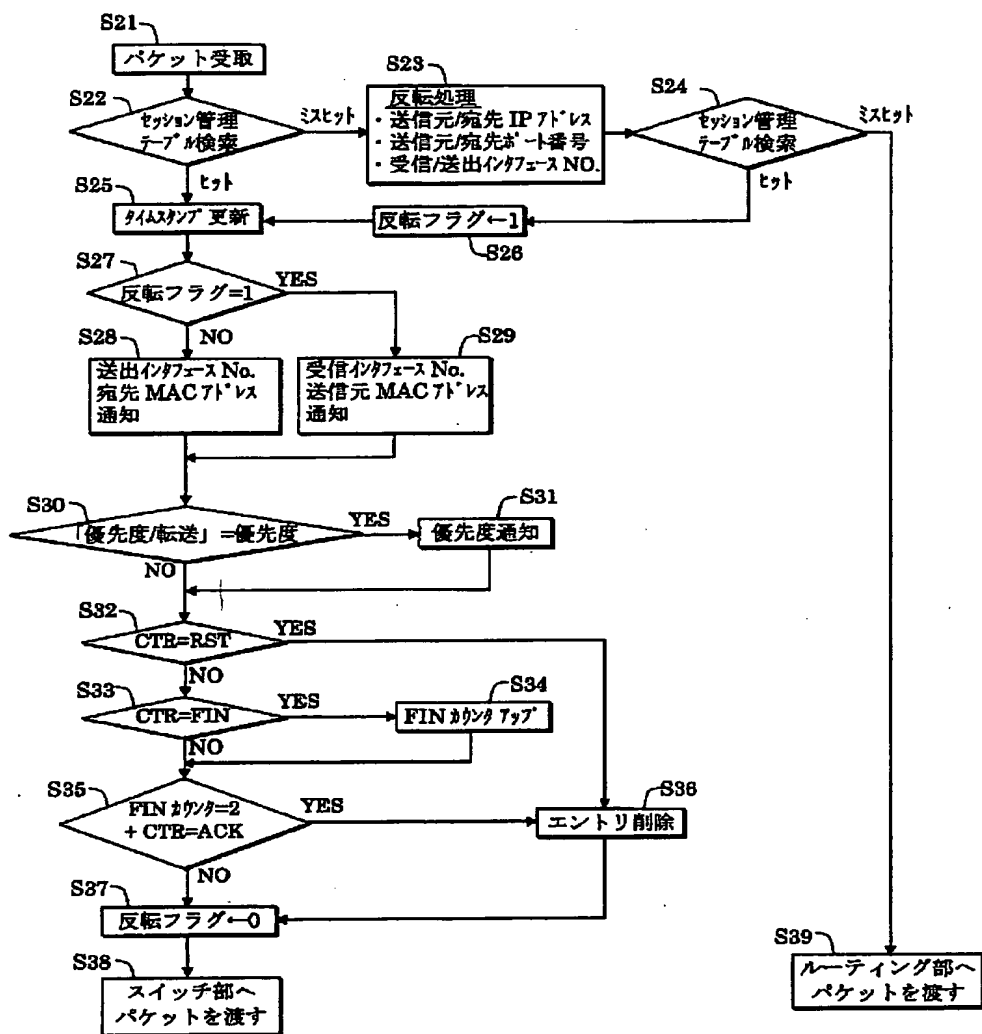 S21
パケット受取
S22
セッション管理
テーブル検索
ミスヒット
ヒット
S23
反転処理
・送信元/宛先 IP アドレス
・送信元/宛先ポート番号
・受信/送出インタフェース NO.
S24
セッション管理
テーブル検索
ミスヒット
ヒット
S25
タイムスタンプ 更新
反転フラグ←1
S26
S27
反転フラグ=1
YES
NO
S28
送出インタフェース No.
宛先 MAC アドレス
通知
S29
受信インタフェース No.
送信元 MAC アドレス
通知
S30
「優先度/転送」=優先度
YES
NO
S31
優先度通知
S32
CTR=RST
YES
NO
S33
CTR=FIN
YES
NO
S34
FIN カウンタ アップ
S35
FIN カウンタ=2
+ CTR=ACK
YES
NO
S36
エントリ削除
S37
反転フラグ←0
S38
スイッチ部へ
パケットを渡す
S39
ルーティング部へ
パケットを渡す